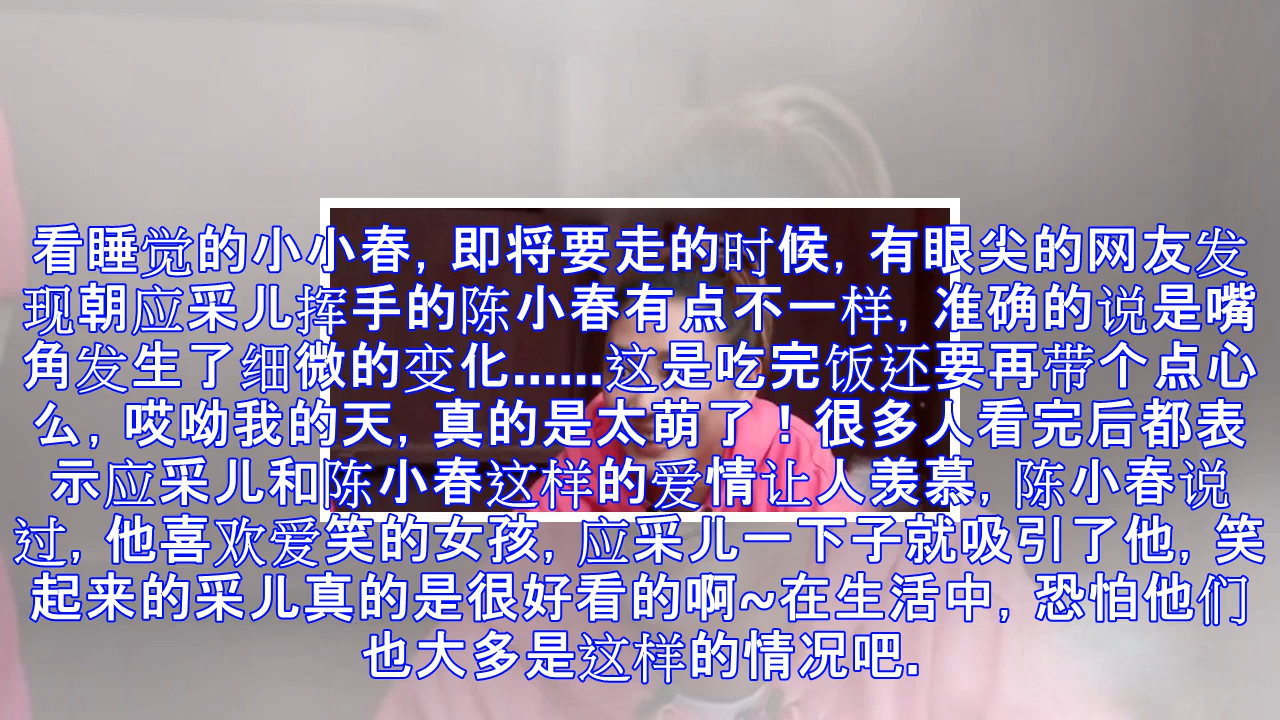 看睡觉的小小春, 即将要走的时候, 有眼尖的网友发
现朝应采儿挥手的陈小春有点不一样, 准确的说是嘴
角发生了细微的变化......这是吃完饭还要再带个点心
么, 哎呦我的天, 真的是太萌了！很多人看完后都表
示应采儿和陈小春这样的爱情让人羡慕, 陈小春说
过, 他喜欢爱笑的女孩, 应采儿一下子就吸引了他, 笑
起来的采儿真的是很好看的啊~在生活中, 恐怕他们
也大多是这样的情况吧.